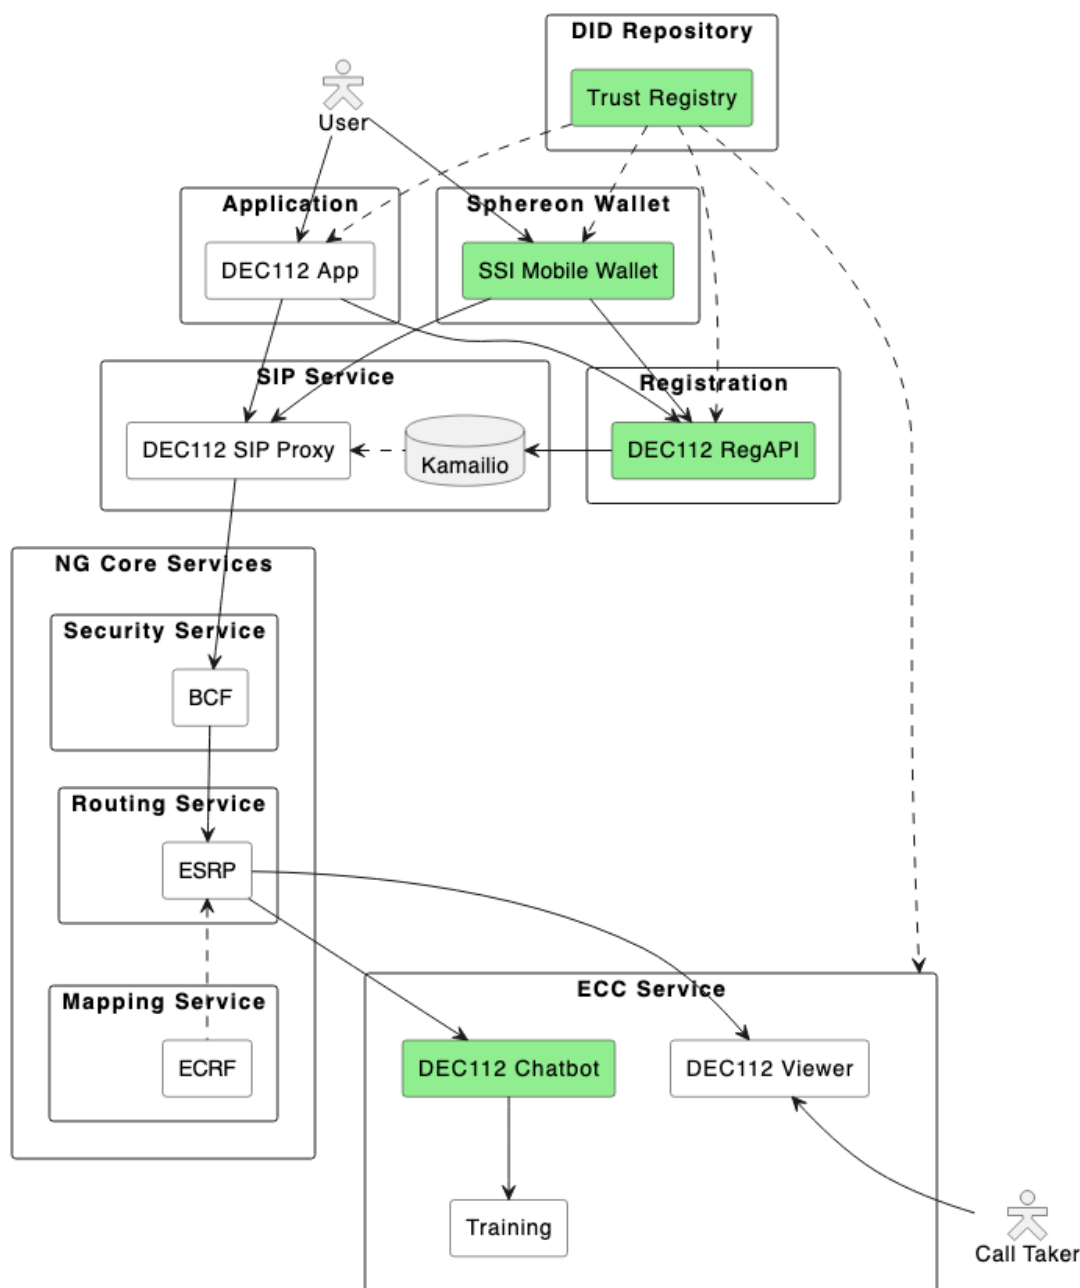 DID Repository
Trust Registry
User
Application
Sphereon Wallet
DEC112 App
SSI Mobile Wallet
SIP Service
Registration
DEC112 SIP Proxy
Kamailio
DEC112 RegAPI
NG Core Services
Security Service
BCF
Routing Service
ESRP
Mapping Service
ECRF
ECC Service
DEC112 Chatbot
DEC112 Viewer
Training
Call Taker